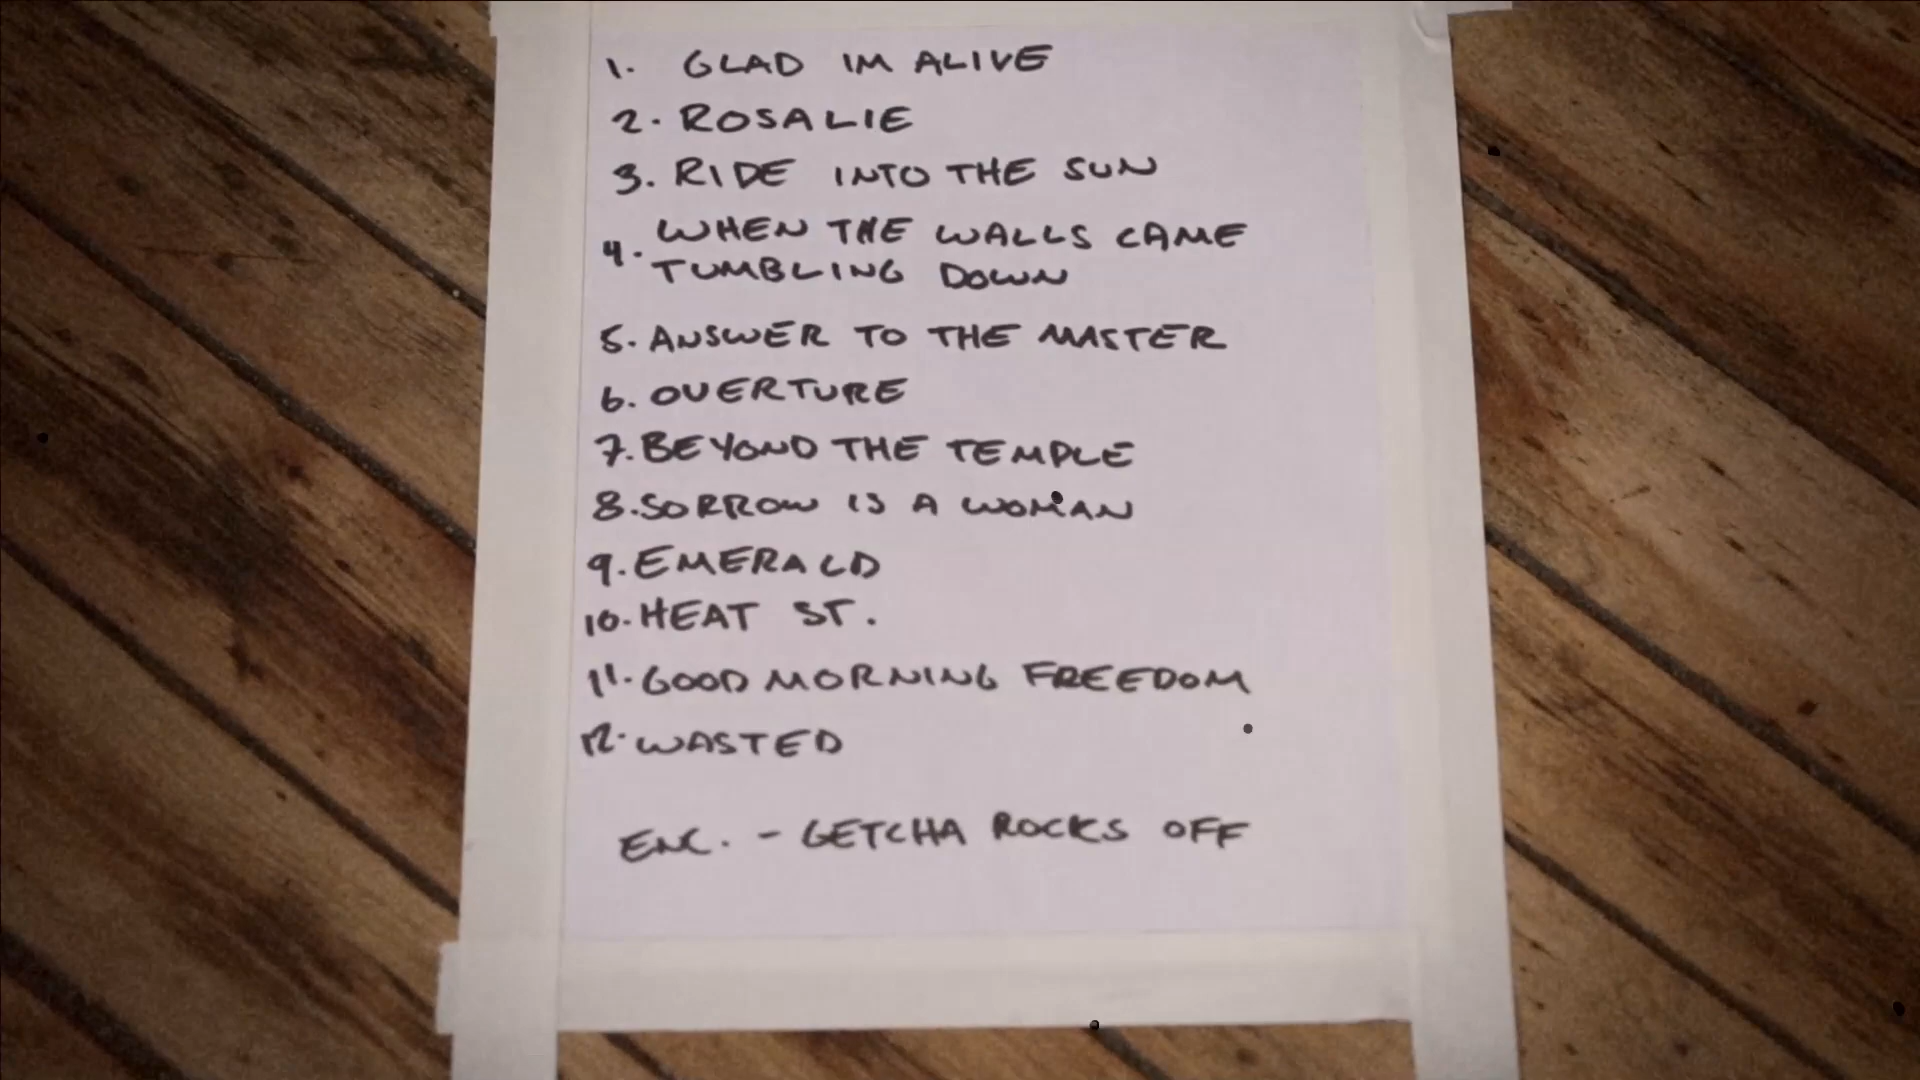 1. GLAD IM ALIVE
2. ROSALIE
3. RIDE INTO THE SUN
4. WHEN THE WALLS CAME
TUMBLING DOWN
5. ANSWER TO THE MASTER
6. OVERTURE
7. BEYOND THE TEMPLE
8. SORROW IS A WOMAN
9. EMERALD
10. HEAT ST.
11. GOOD MORNING FREEDOM
12. WASTED
ENC. - GETCHA ROCKS OFF